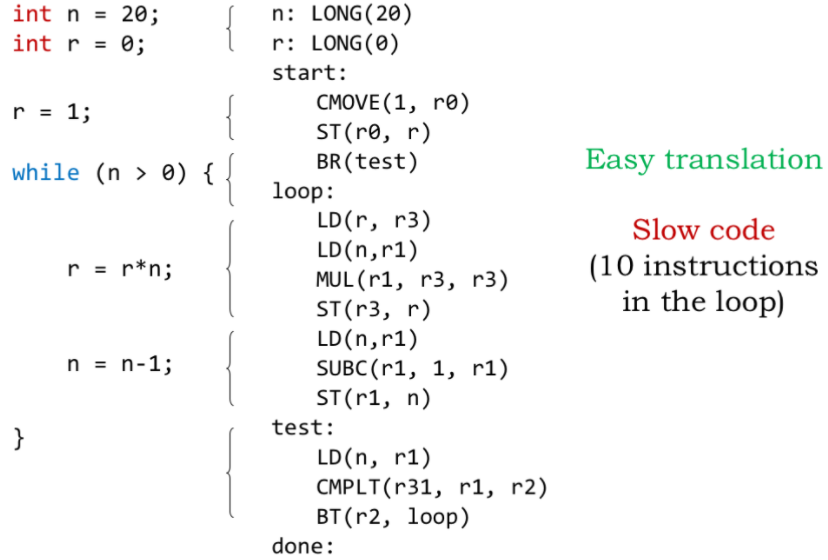 int n = 20;
int r = 0;
r = 1;
while (n > 0) {
r = r*n;
n = n-1;
}
n: LONG(20)
r: LONG(0)
start:
CMOVE(1, r0)
ST(r0, r)
BR(test)
loop:
LD(r, r3)
LD(n,r1)
MUL(r1, r3, r3)
ST(r3, r)
LD(n,r1)
SUBC(r1, 1, r1)
ST(r1, n)
test:
LD(n, r1)
CMPLT(r31, r1, r2)
BT(r2, loop)
done:
Easy translation
Slow code
(10 instructions
in the loop)